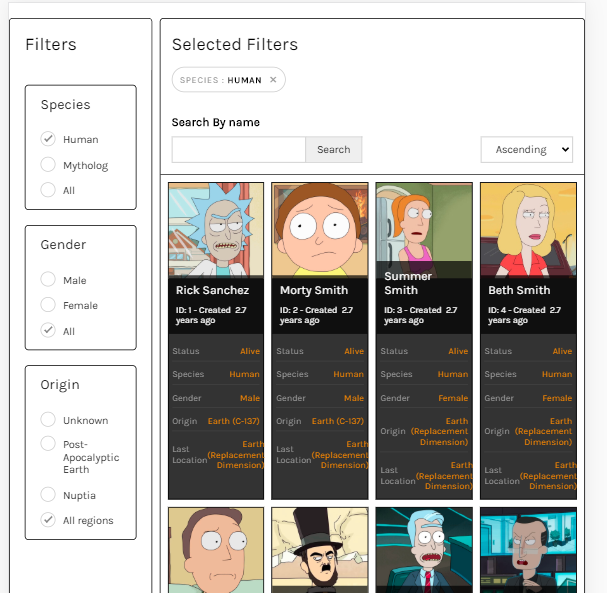 Filters
Species
Human
Mytholog
All
Gender
Male
Female
All
Origin
Unknown
Post-
Apocalyptic
Earth
Nuptia
All regions
Selected Filters
SPECIES : HUMAN ×
Search By name
Search
Ascending
Rick Sanchez
ID: 1 - Created 2.7
years ago
Status Alive
Species Human
Gender Male
Origin Earth (C-137)
Last
Location
Earth
(Replacement
Dimension)
Morty Smith
ID: 2 - Created 2.7
years ago
Status Alive
Species Human
Gender Male
Origin Earth (C-137)
Last
Location
Earth
(Replacement
Dimension)
Summer
Smith
ID: 3 - Created 2.7
years ago
Status Alive
Species Human
Gender Female
Origin
Earth
(Replacement
Dimension)
Last
Location
Earth
(Replacement
Dimension)
Beth Smith
ID: 4 - Created 2.7
years ago
Status Alive
Species Human
Gender Female
Origin
Earth
(Replacement
Dimension)
Last
Location
Earth
(Replacement
Dimension)